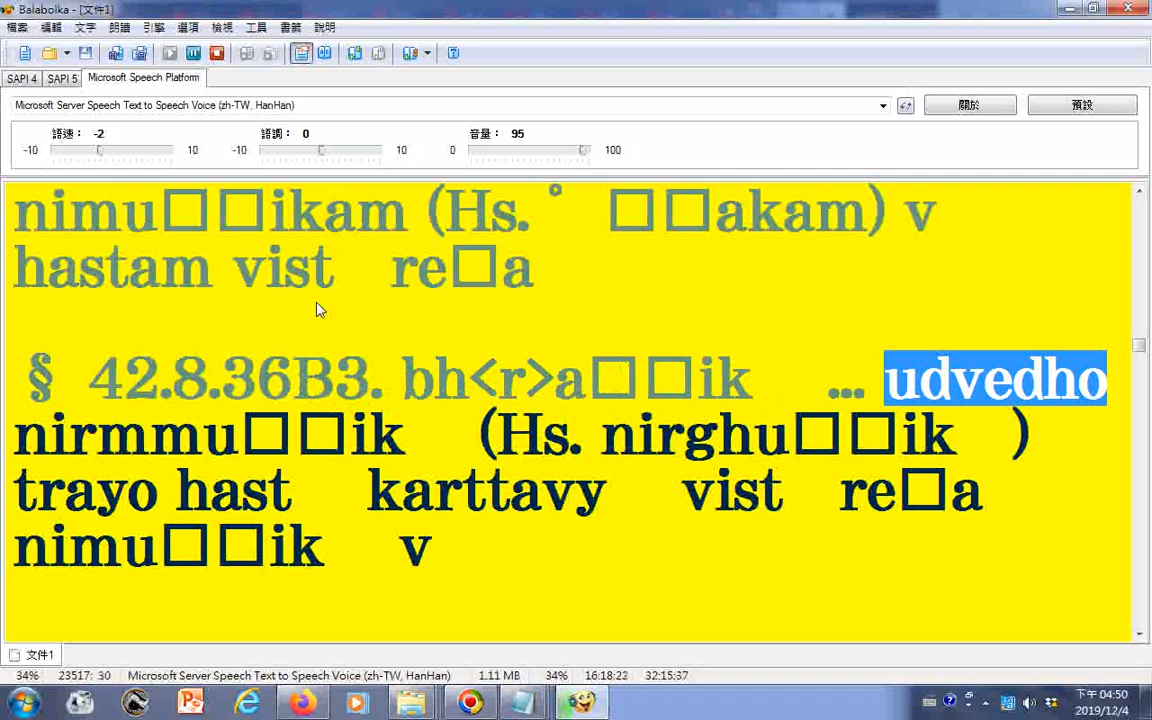 Balabolka - [文件1]
檔案 編輯 文字 朗讀 引擎 選項 檢視 工具 書籤 說明
SAPI 4 SAPI 5 Microsoft Speech Platform
Microsoft Server Speech Text to Speech Voice (zh-TW, HanHan) 關於 預設
語速： -2 語調： 0 音量： 95
-10 10 -10 10 0 100
nimu□□ikam (Hs. ° □□akam) v
hastam vist re□a
§ 42.8.36B3. bh<r>a□□ik ... udvedho
nirmmu□□ik (Hs. nirghu□□ik )
trayo hast karttavy vist re□a
nimu□□ik v
文件1
34% 23517: 30 Microsoft Server Speech Text to Speech Voice (zh-TW, HanHan) 1.11 MB 34% 16:18:22 32:15:37
下午 04:50
2019/12/4